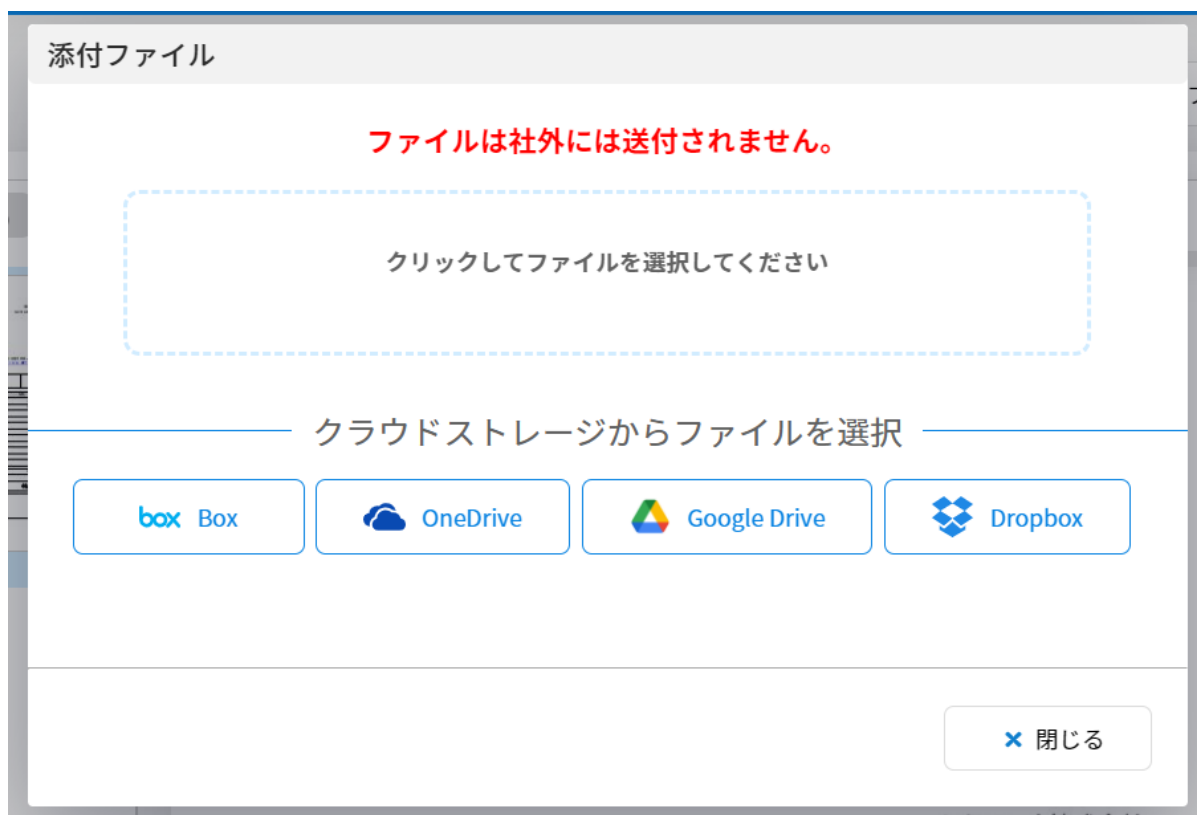 添付ファイル
ファイルは社外には送付されません。
クリックしてファイルを選択してください
クラウドストレージからファイルを選択
box Box
OneDrive
Google Drive
Dropbox
× 閉じる